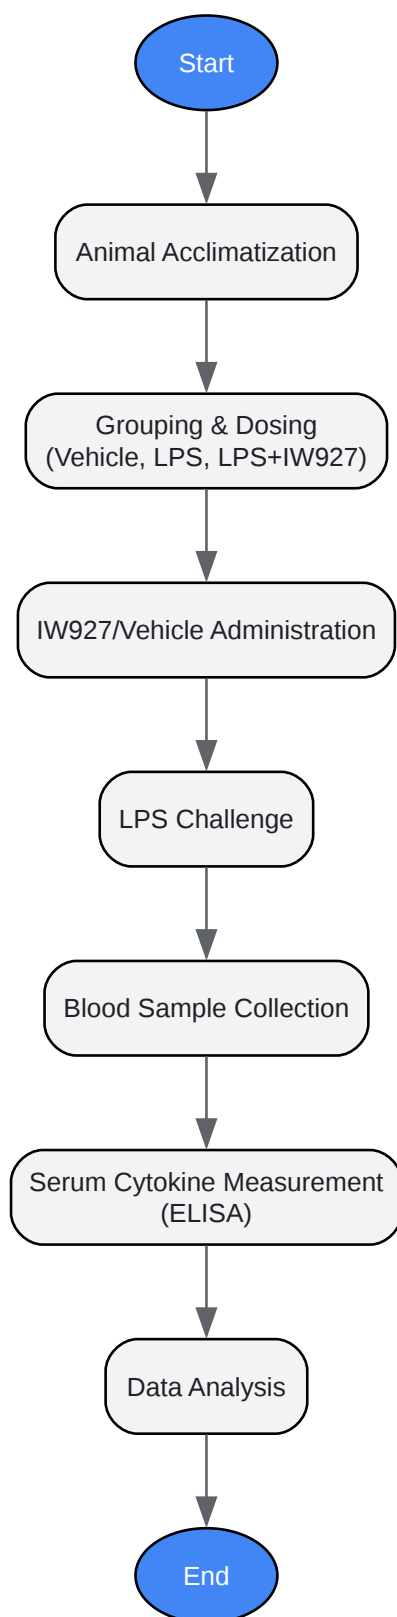 Start
Animal Acclimatization
Grouping & Dosing
(Vehicle, LPS, LPS+IW927)
IW927/Vehicle Administration
LPS Challenge
Blood Sample Collection
Serum Cytokine Measurement
(ELISA)
Data Analysis
End